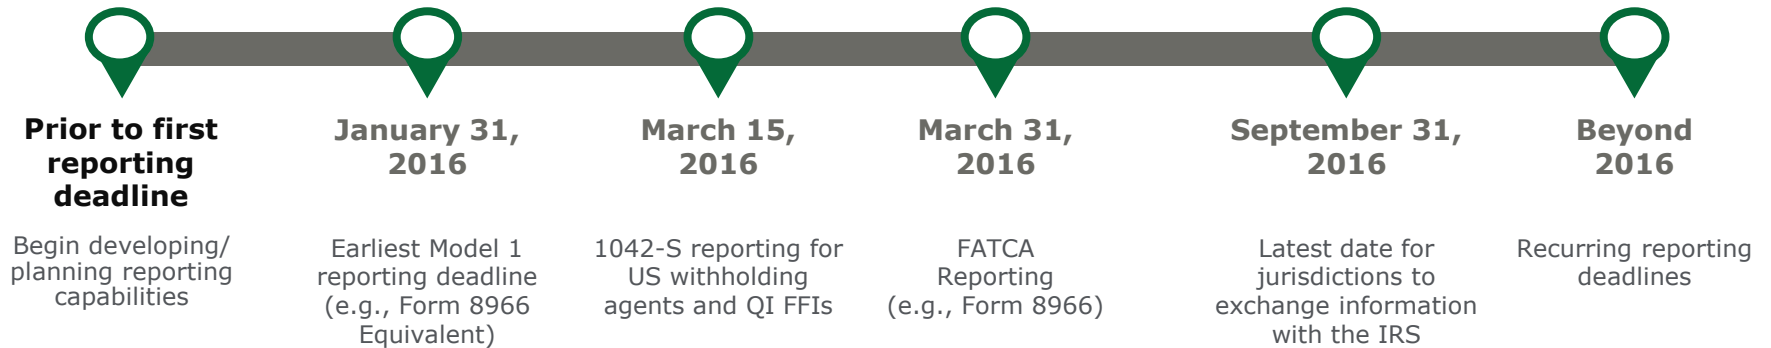 Prior to first
reporting
deadline
Begin developing/
planning reporting
capabilities
January 31,
2016
Earliest Model 1
reporting deadline
(e.g., Form 8966
Equivalent)
March 15,
2016
1042-S reporting for
US withholding
agents and QI FFIs
March 31,
2016
FATCA
Reporting
(e.g., Form 8966)
September 31,
2016
Latest date for
jurisdictions to
exchange information
with the IRS
Beyond
2016
Recurring reporting
deadlines